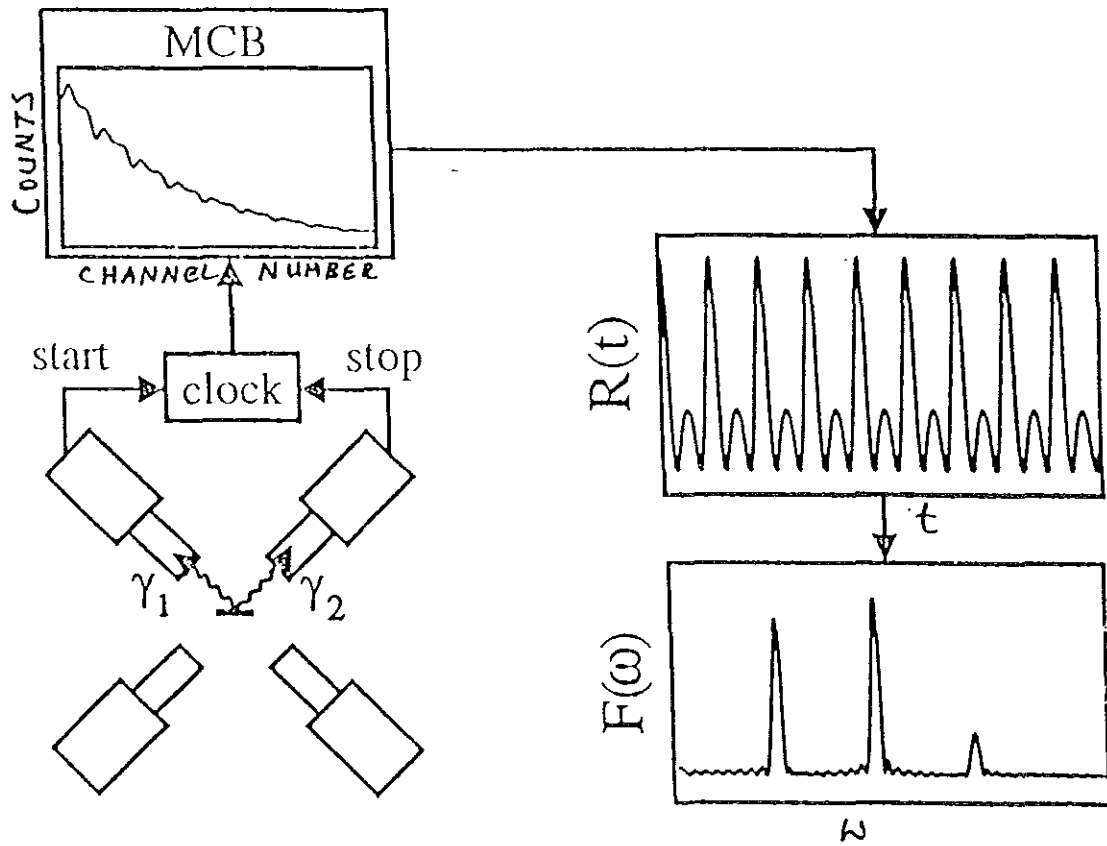 MCB
COUNTS
CHANNEL NUMBER
start
stop
clock
γ1
γ2
R(t)
t
F(ω)
ω